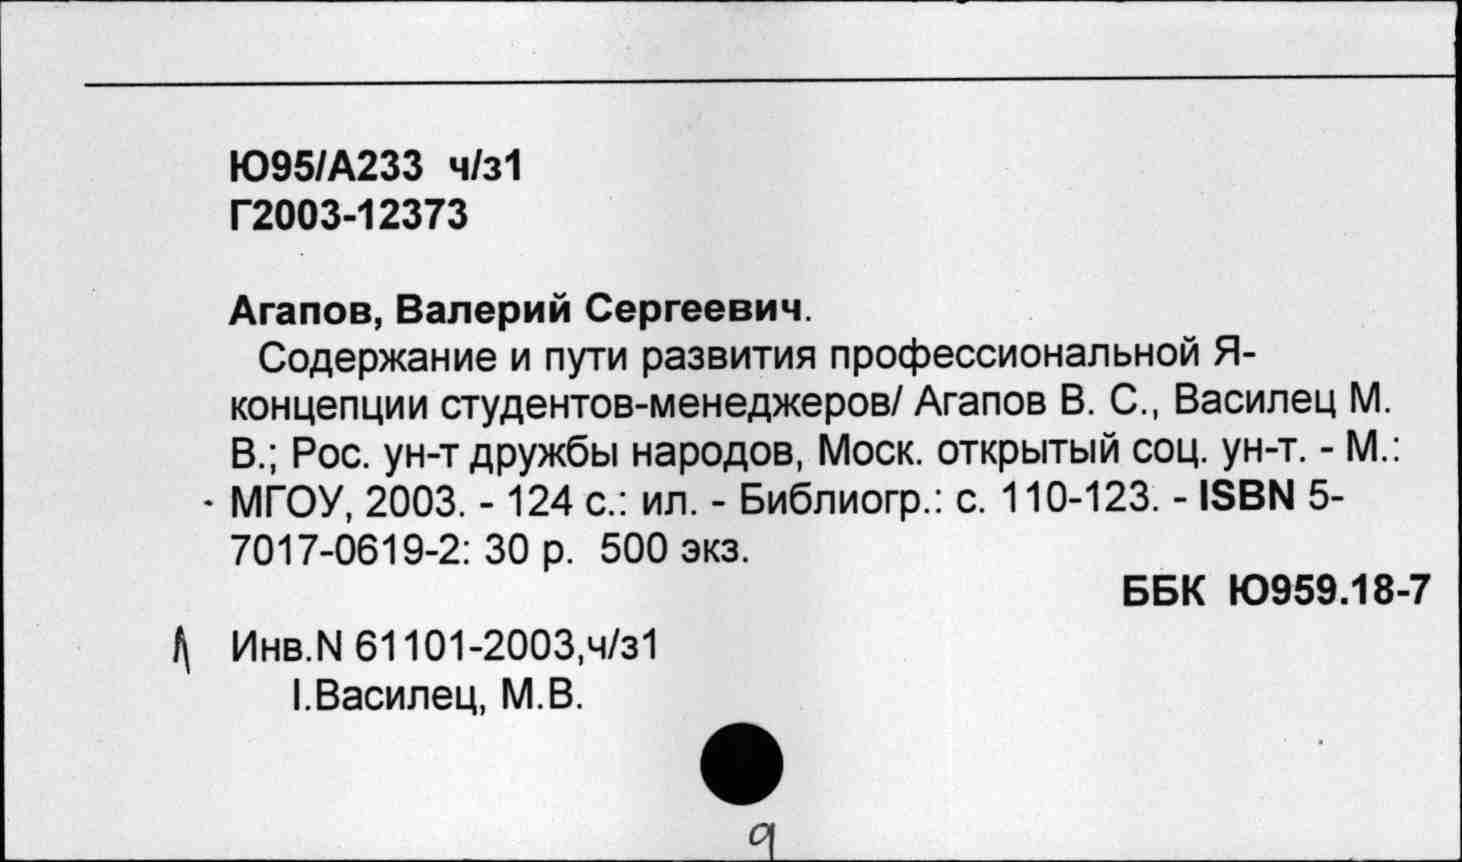 Ю95/А233 ч/з1
Г2003-12373
Агапов, Валерий Сергеевич.
Содержание и пути развития профессиональной Я-
концепции студентов-менеджеров/ Агапов В. С., Василец М.
В.; Рос. ун-т дружбы народов, Моск. открытый соц. ун-т. - М.:
МГОУ, 2003. - 124 с.: ил. - Библиогр.: с. 110-123. - ISBN 5-
7017-0619-2: 30 р. 500 экз.
ББК Ю959.18-7
Инв.N 61101-2003,ч/з1
I.Василец, М.В.
9